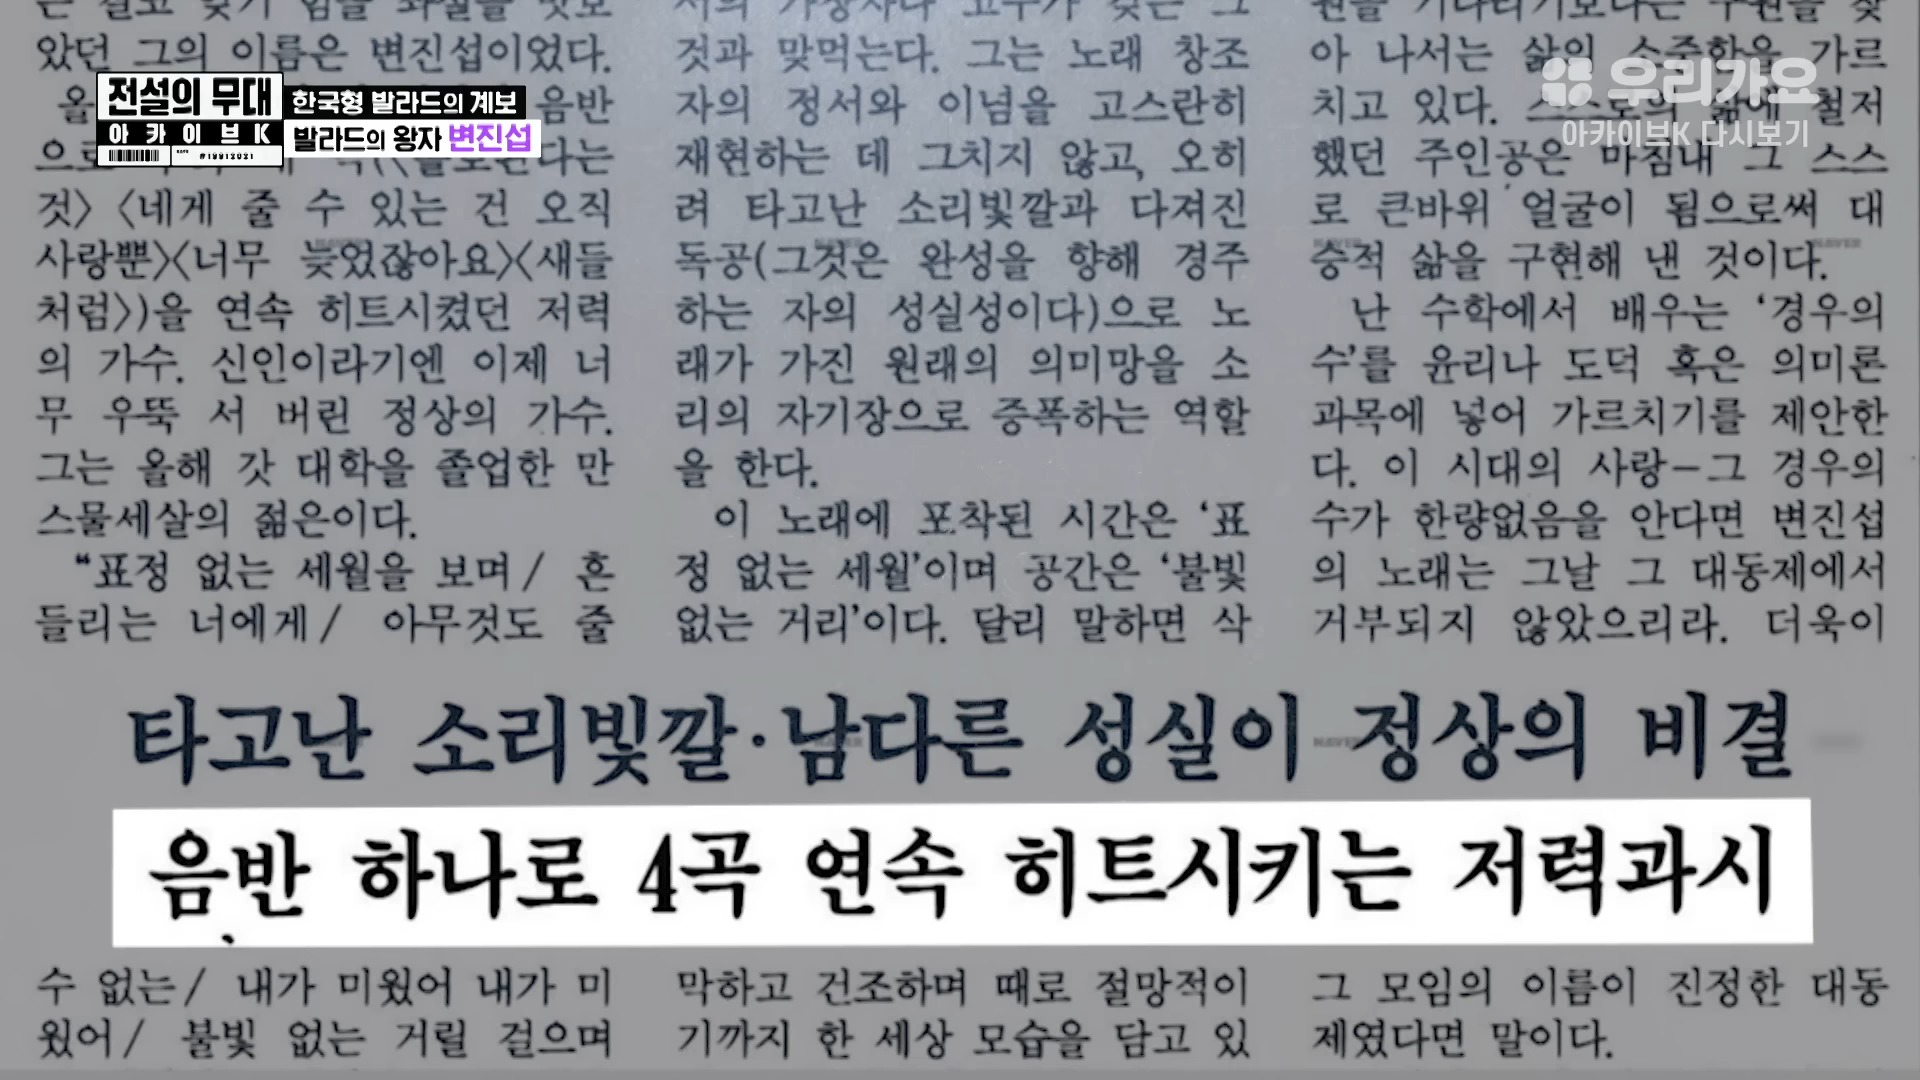 전설의 무대
아카이브K
#19912021
한국형 발라드의 계보
발라드의 왕자 변진섭
우리가요
아카이브K 다시보기
았던 그의 이름은 변진섭이었다.
올
음반
으로
것〉 〈네게 줄 수 있는 건 오직
사랑뿐〉〈너무 늦었잖아요〉〈새들
처럼〉)을 연속 히트시켰던 저력
의 가수. 신인이라기엔 이제 너
무 우뚝 서 버린 정상의 가수.
그는 올해 갓 대학을 졸업한 만
스물세살의 젊은이다.
“표정 없는 세월을 보며/ 흔
들리는 너에게/ 아무것도 줄
것과 맞먹는다. 그는 노래 창조
자의 정서와 이념을 고스란히
재현하는 데 그치지 않고, 오히
려 타고난 소리빛깔과 다져진
독공(그것은 완성을 향해 경주
하는 자의 성실성이다)으로 노
래가 가진 원래의 의미망을 소
리의 자기장으로 증폭하는 역할
을 한다.
이 노래에 포착된 시간은 ‘표
정 없는 세월’이며 공간은 ‘불빛
없는 거리’이다. 달리 말하면 삭
아 나서는 삶의 소중함을 가르
치고 있다. 스스로의 삶에 철저
했던 주인공은 마침내 그 스스
로 큰바위 얼굴이 됨으로써 대
승적 삶을 구현해 낸 것이다.
난 수학에서 배우는 ‘경우의
수’를 윤리나 도덕 혹은 의미론
과목에 넣어 가르치기를 제안한
다. 이 시대의 사랑–그 경우의
수가 한량없음을 안다면 변진섭
의 노래는 그날 그 대동제에서
거부되지 않았으리라. 더욱이
타고난 소리빛깔·남다른 성실이 정상의 비결
음반 하나로 4곡 연속 히트시키는 저력과시
수 없는/ 내가 미웠어 내가 미
웠어/ 불빛 없는 거릴 걸으며
막하고 건조하며 때로 절망적이
기까지 한 세상 모습을 담고 있
그 모임의 이름이 진정한 대동
제였다면 말이다.
NAVER